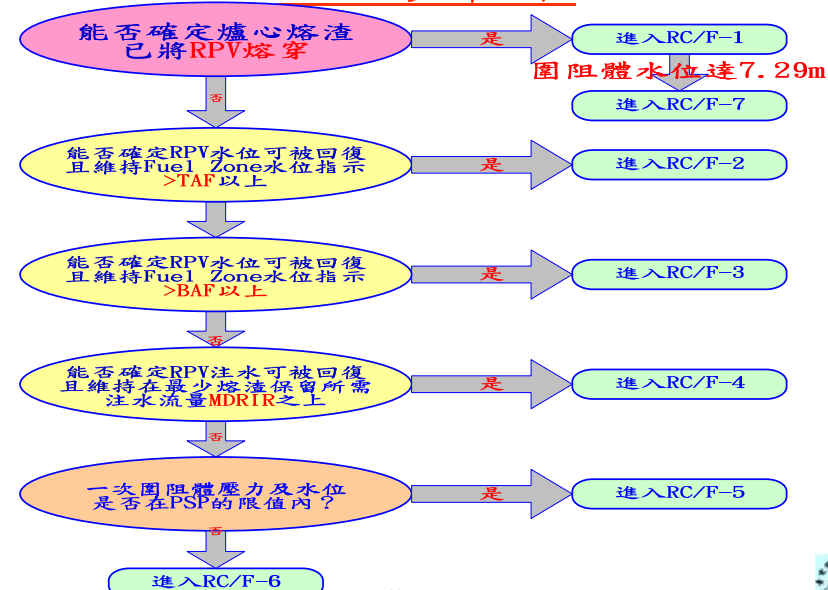 能否確定爐心熔渣
已將RPV熔穿
是
進入RC/F-1
圍阻體水位達7.29m
進入RC/F-7
否
能否確定RPV水位可被回復
且維持Fuel Zone水位指示
>TAF以上
是
進入RC/F-2
能否確定RPV水位可被回復
且維持Fuel Zone水位指示
>BAF以上
是
進入RC/F-3
否
能否確定RPV注水可被回復
且維持在最少熔渣保留所需
注水流量MDRIR之上
是
進入RC/F-4
否
一次圍阻體壓力及水位
是否在PSP的限值內？
是
進入RC/F-5
否
進入RC/F-6